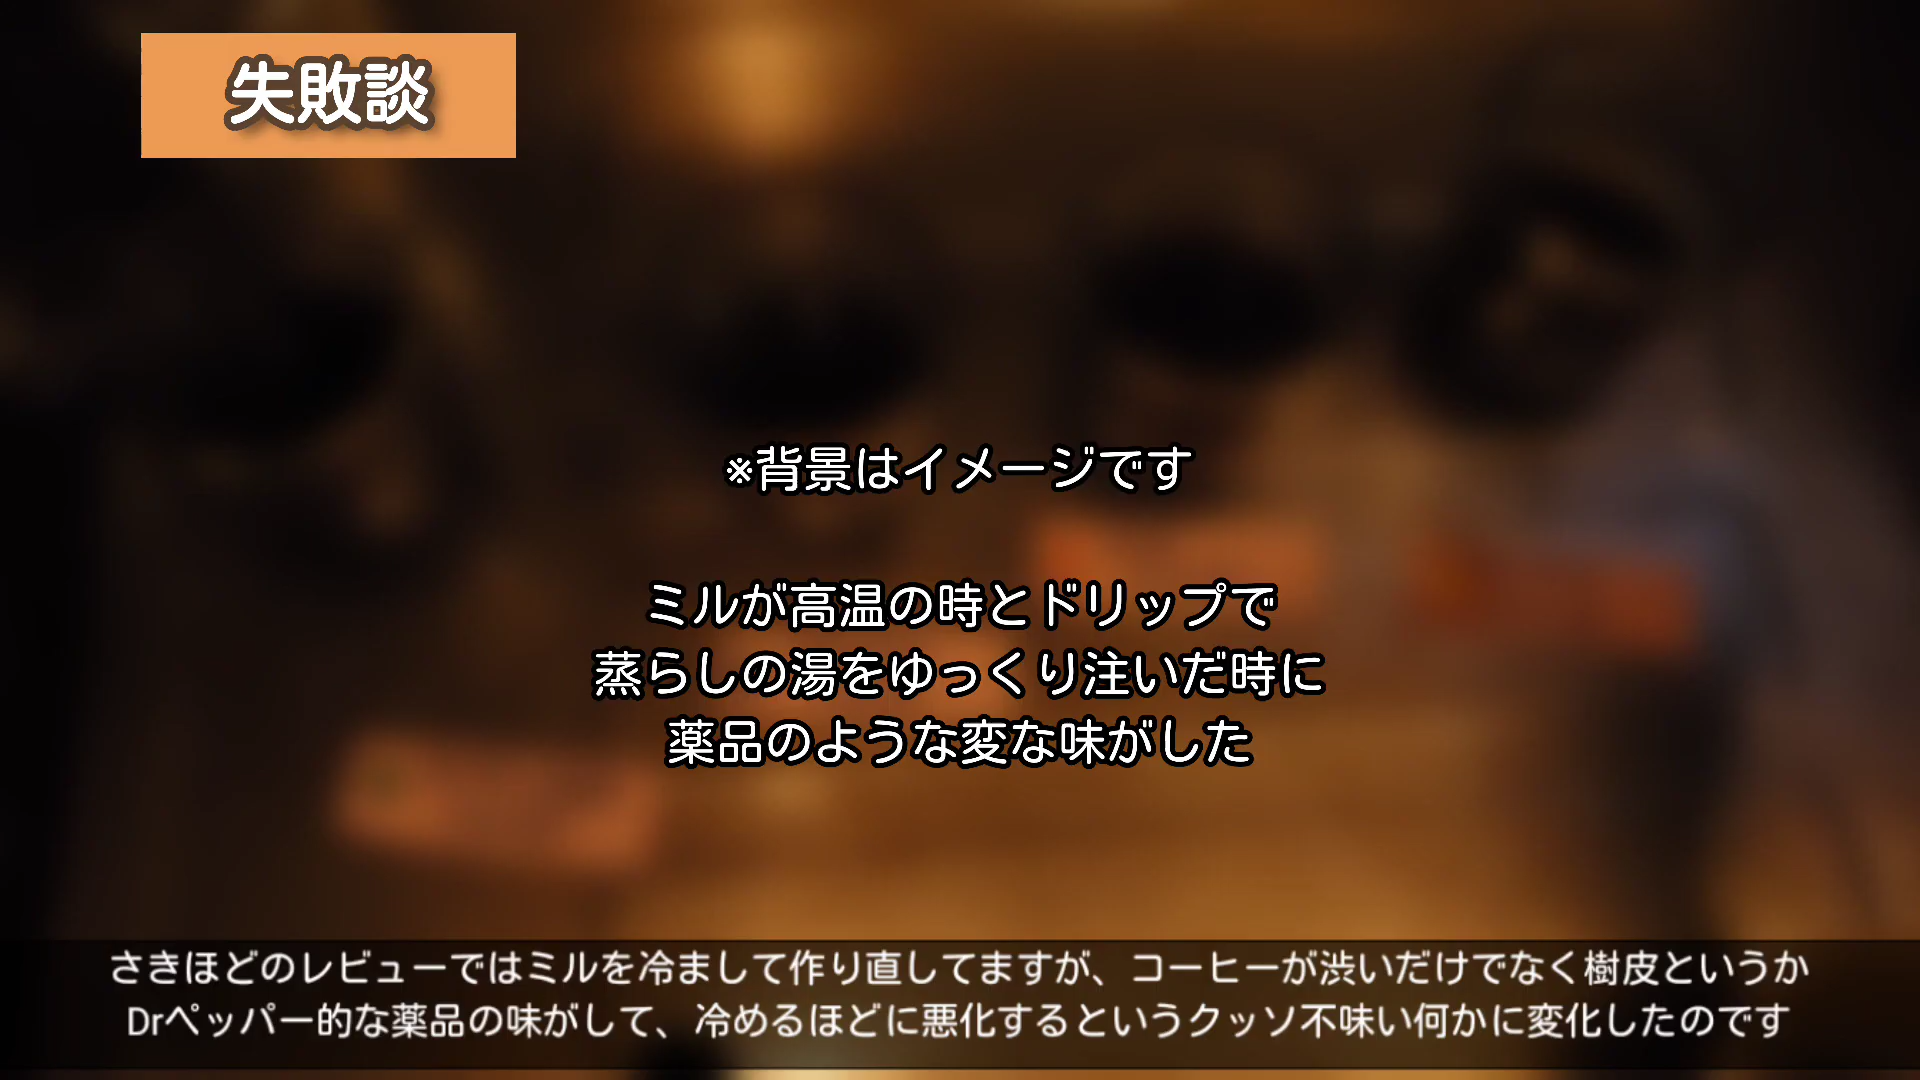 失敗談
※背景はイメージです
ミルが高温の時とドリップで
蒸らしの湯をゆっくり注いだ時に
薬品のような変な味がした
さきほどのレビューではミルを冷まして作り直してますが、コーヒーが渋いだけでなく樹皮というか
Drペッパー的な薬品の味がして、冷めるほどに悪化するというクッソ不味い何かに変化したのです